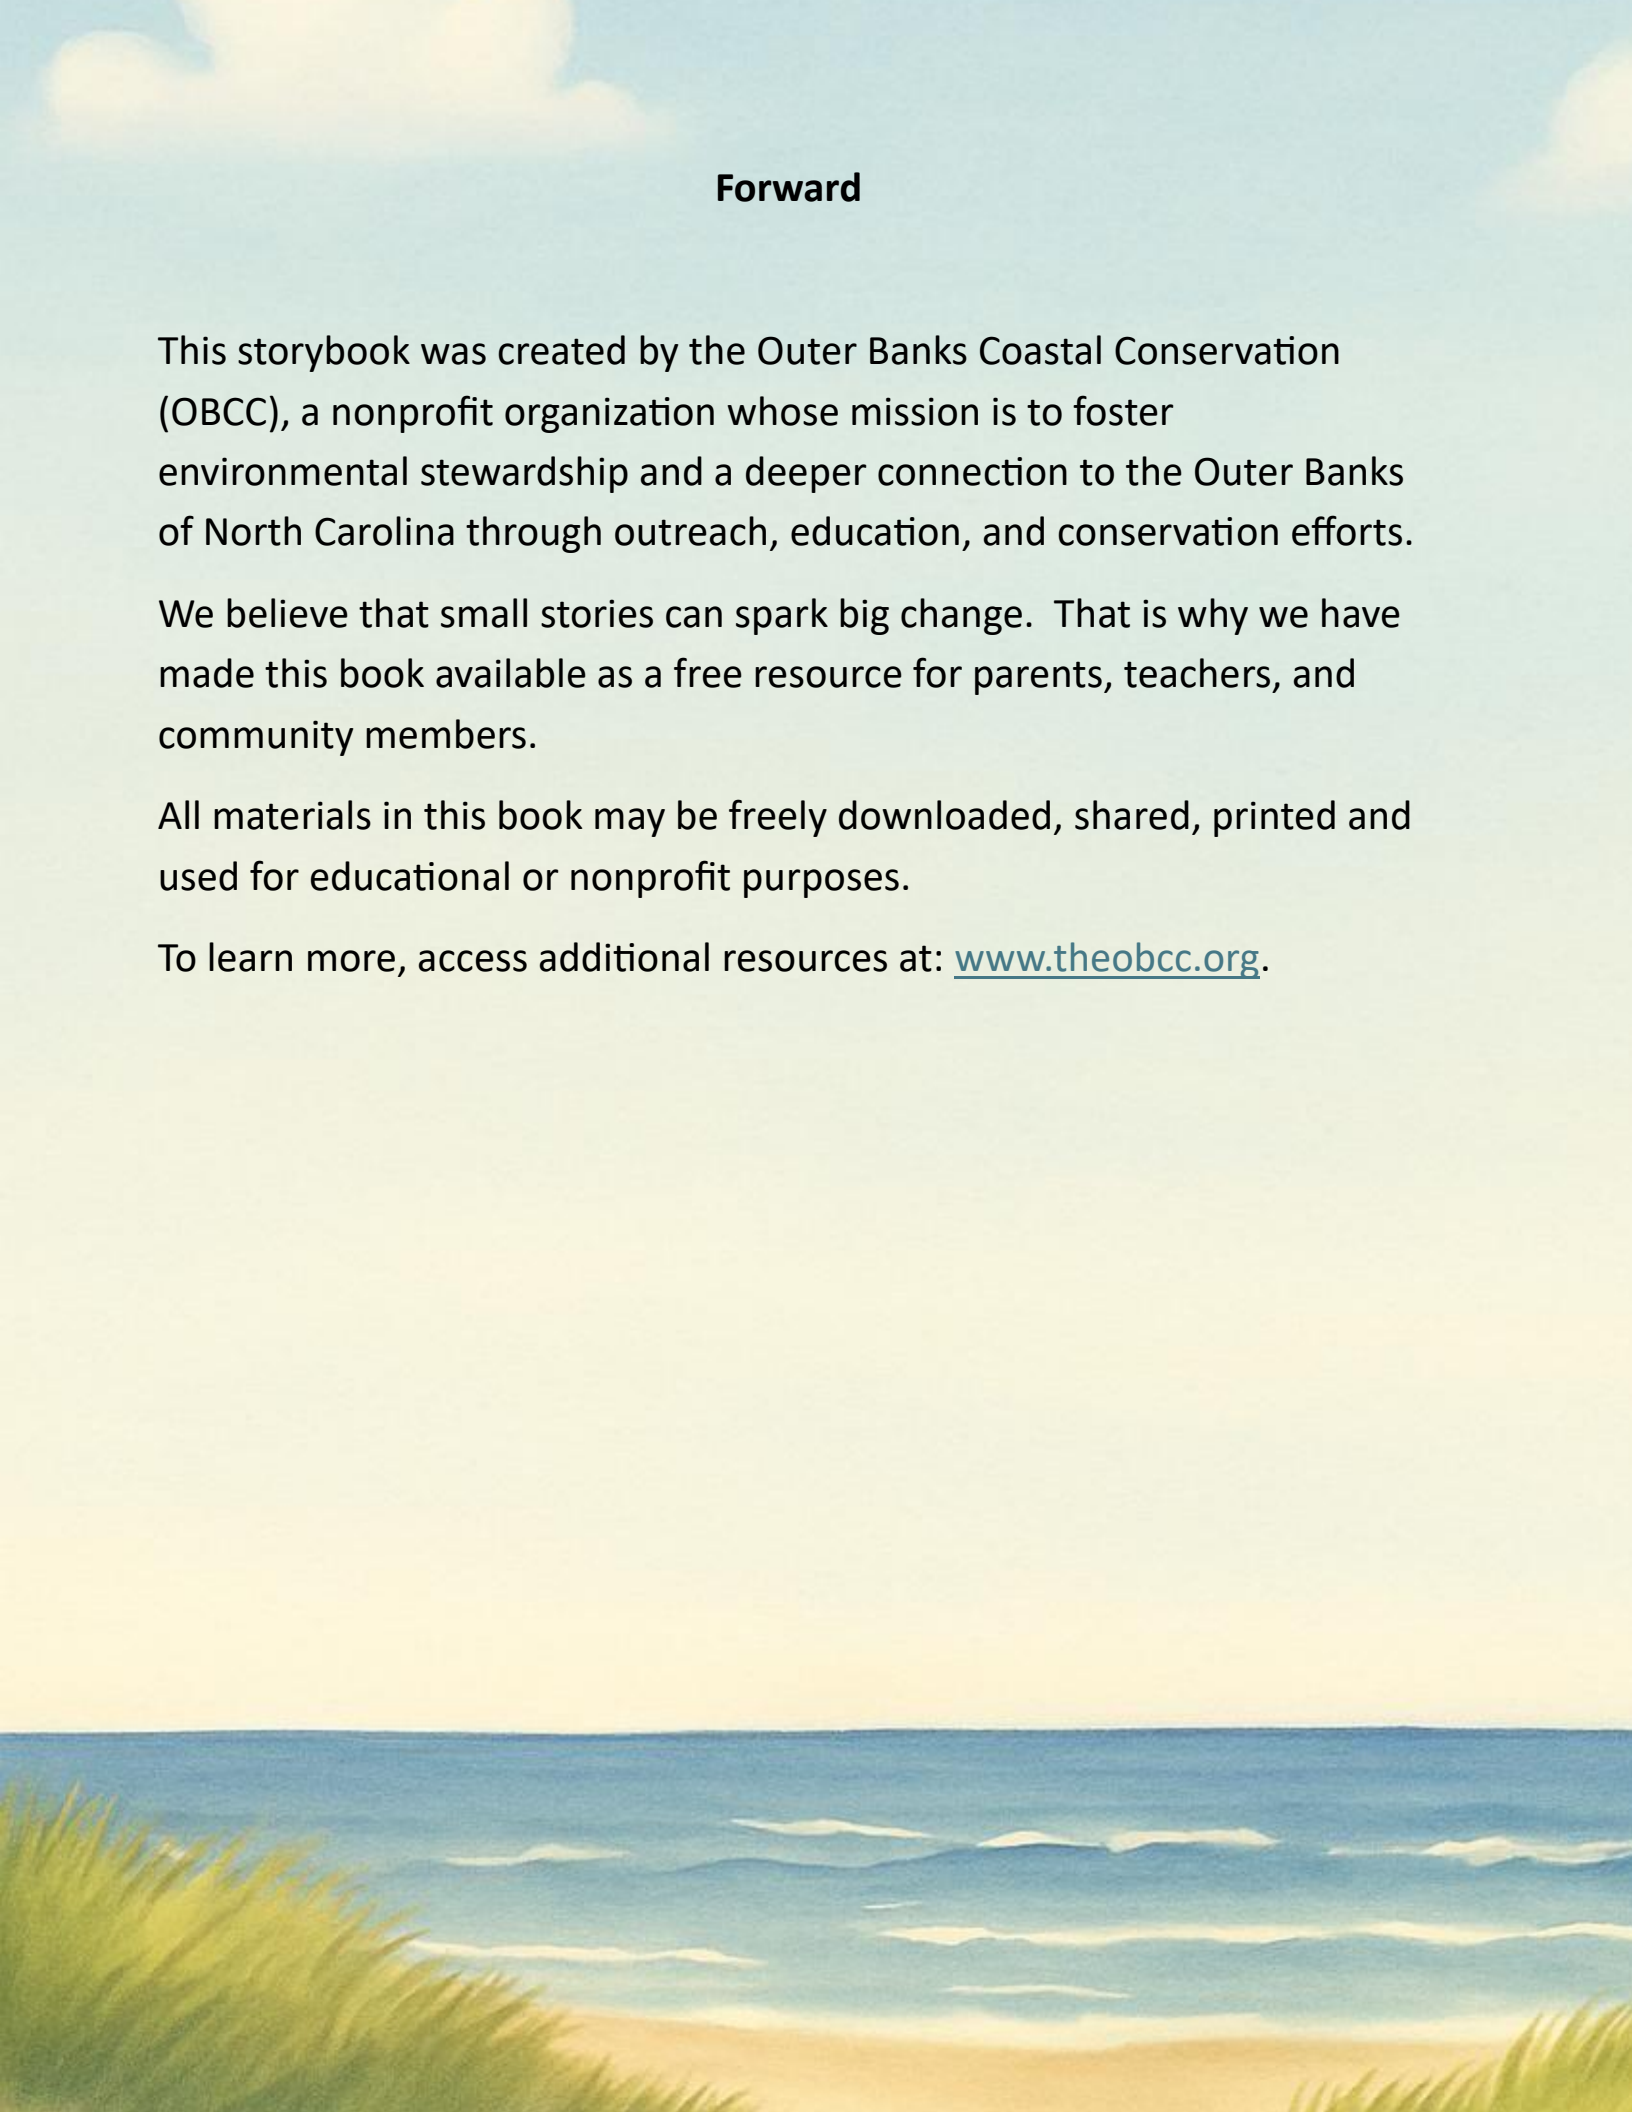 Forward
This storybook was created by the Outer Banks Coastal Conservation
(OBCC), a nonprofit organization whose mission is to foster
environmental stewardship and a deeper connection to the Outer Banks
of North Carolina through outreach, education, and conservation efforts.
We believe that small stories can spark big change.  That is why we have
made this book available as a free resource for parents, teachers, and
community members.
All materials in this book may be freely downloaded, shared, printed and
used for educational or nonprofit purposes.
To learn more, access additional resources at: www.theobcc.org.